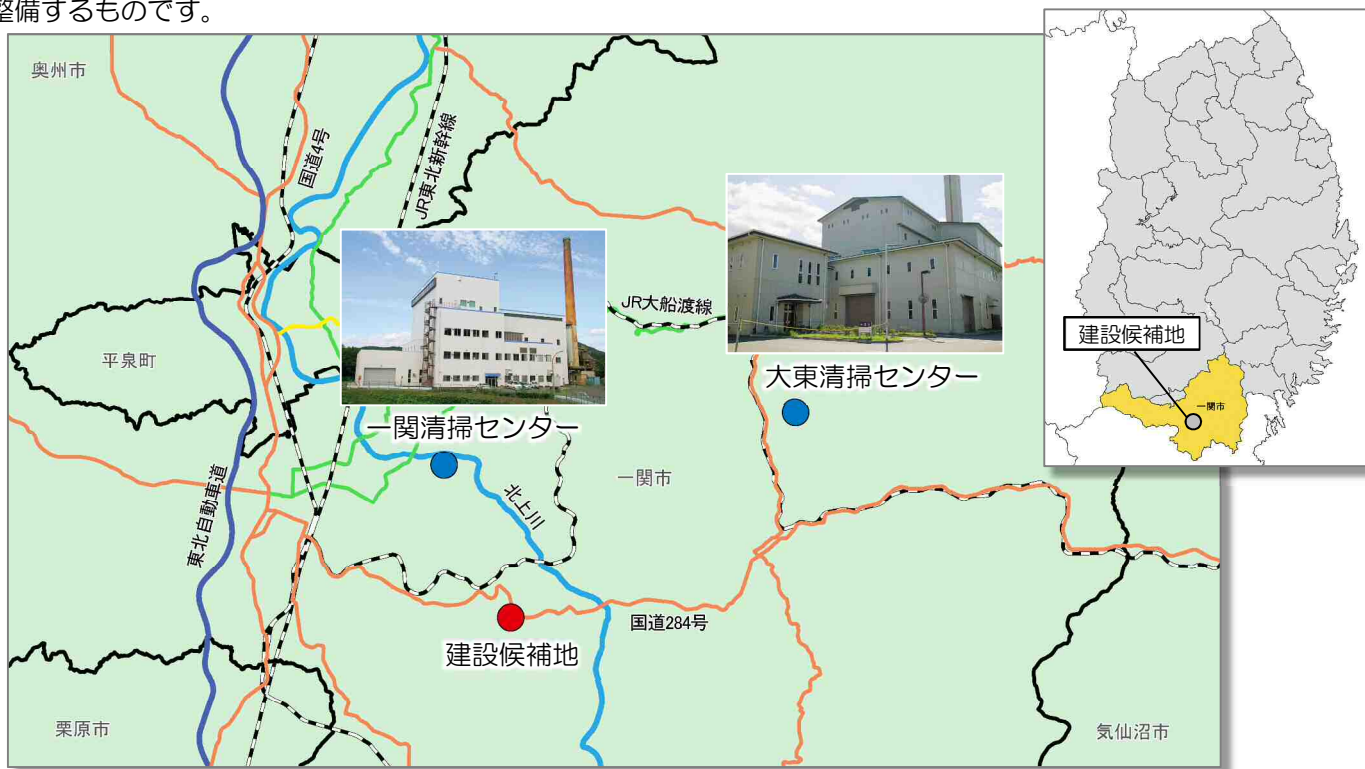 整備するものです。
奥州市
国道4号
JR東北新幹線
JR大船渡線
平泉町
大東清掃センター
一関清掃センター
一関市
北上川
東北自動車道
国道284号
建設候補地
栗原市
気仙沼市
建設候補地
一関市